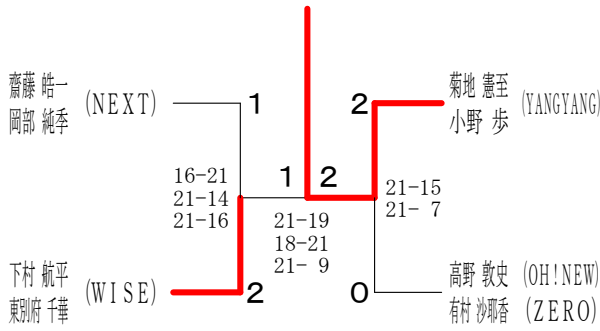 齋藤 皓一
岡部 純季
(NEXT)
1
16-21
21-14
21-16
下村 航平
東別府 千華
(WISE)
2
1 2
21-19
18-21
21- 9
菊地 憲至
小野 歩
(YANGYANG)
2
21-15
21- 7
高野 敦史 (OH!NEW)
有村 沙耶香 (ZERO)
0